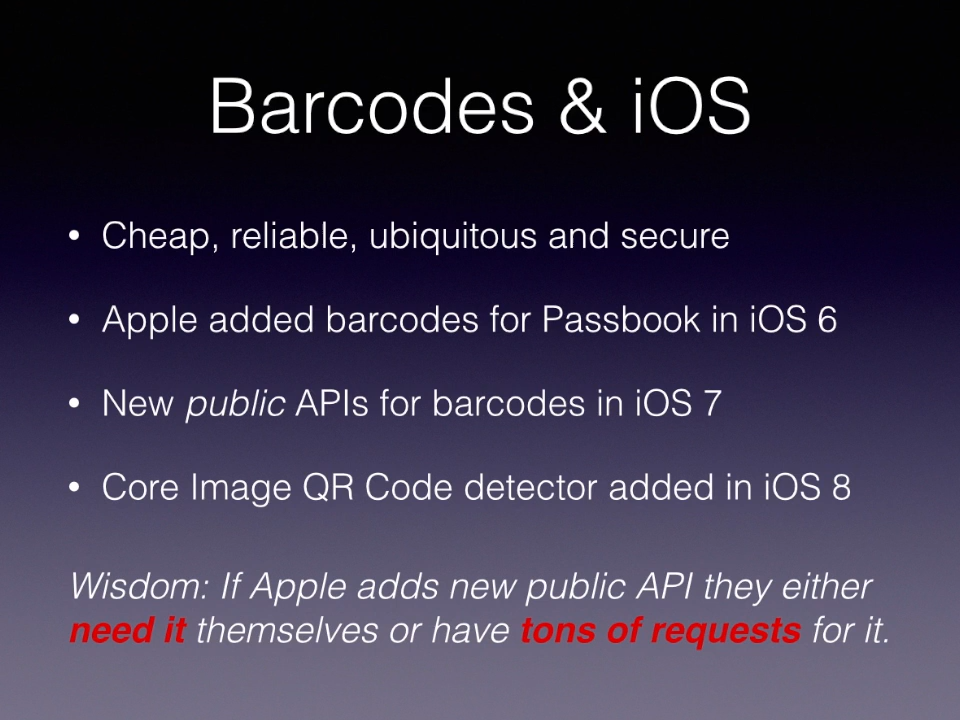 Barcodes & iOS
• Cheap, reliable, ubiquitous and secure
• Apple added barcodes for Passbook in iOS 6
• New public APIs for barcodes in iOS 7
• Core Image QR Code detector added in iOS 8
Wisdom: If Apple adds new public API they either
need it themselves or have tons of requests for it.